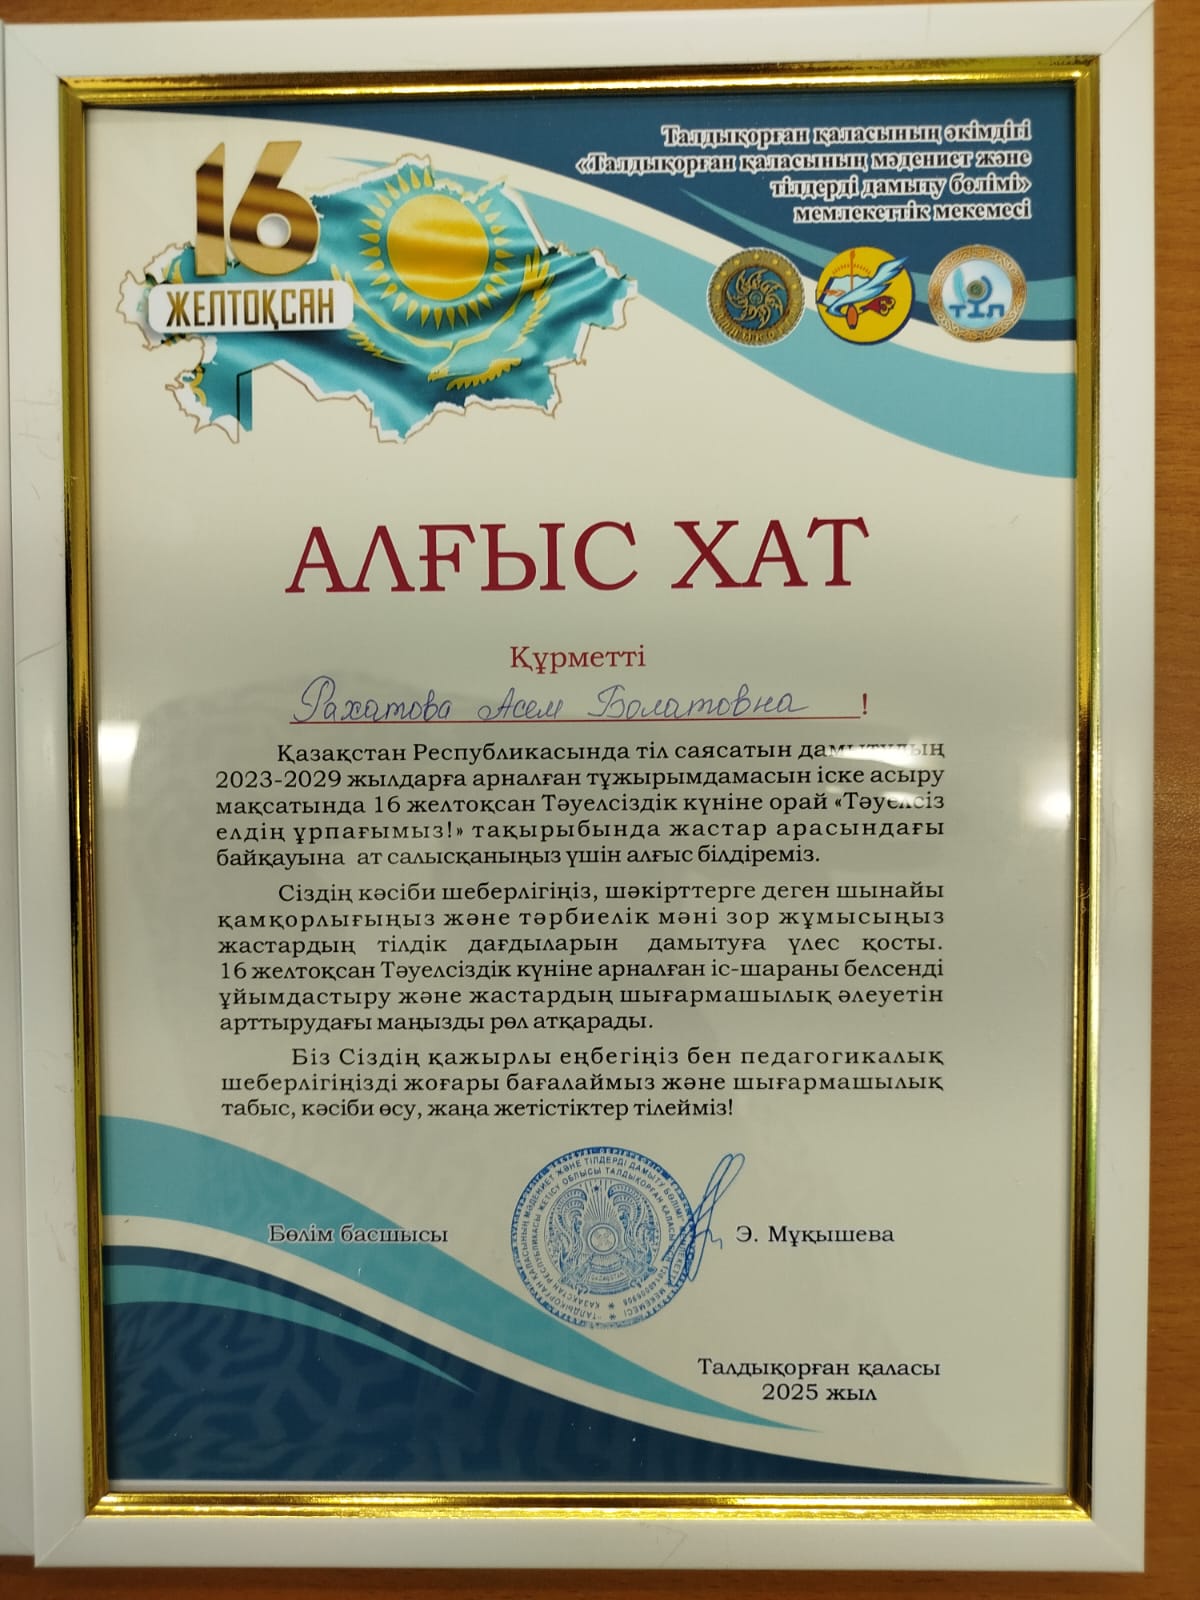 Талдықорған қаласының әкімдігі
«Талдықорған қаласының мәдениет және
тілдерді дамыту бөлімі»
мемлекеттік мекемесі
16
ЖЕЛТОҚСАН
тіл
АЛҒЫС ХАТ
Құрметті
Рахатова Асем Болатовна !
Қазақстан Республикасында тіл саясатын дамытудың
2023-2029 жылдарға арналған тұжырымдамасын іске асыру
мақсатында 16 желтоқсан Тәуелсіздік күніне орай «Тәуелсіз
елдің ұрпағымыз!» тақырыбында жастар арасындағы
байқауына ат салысқаныңыз үшін алғыс білдіреміз.
Сіздің кәсіби шеберлігіңіз, шәкірттерге деген шынайы
қамқорлығыңыз және тәрбиелік мәні зор жұмысыңыз
жастардың тілдік дағдыларын дамытуға үлес қосты.
16 желтоқсан Тәуелсіздік күніне арналған іс-шараны белсенді
ұйымдастыру және жастардың шығармашылық әлеуетін
арттырудағы маңызды рөл атқарады.
Біз Сіздің қажырлы еңбегіңіз бен педагогикалық
шеберлігіңізді жоғары бағалаймыз және шығармашылық
табыс, кәсіби өсу, жаңа жетістіктер тілейміз!
Бөлім басшысы
Э. Мұқышева
Талдықорған қаласы
2025 жыл